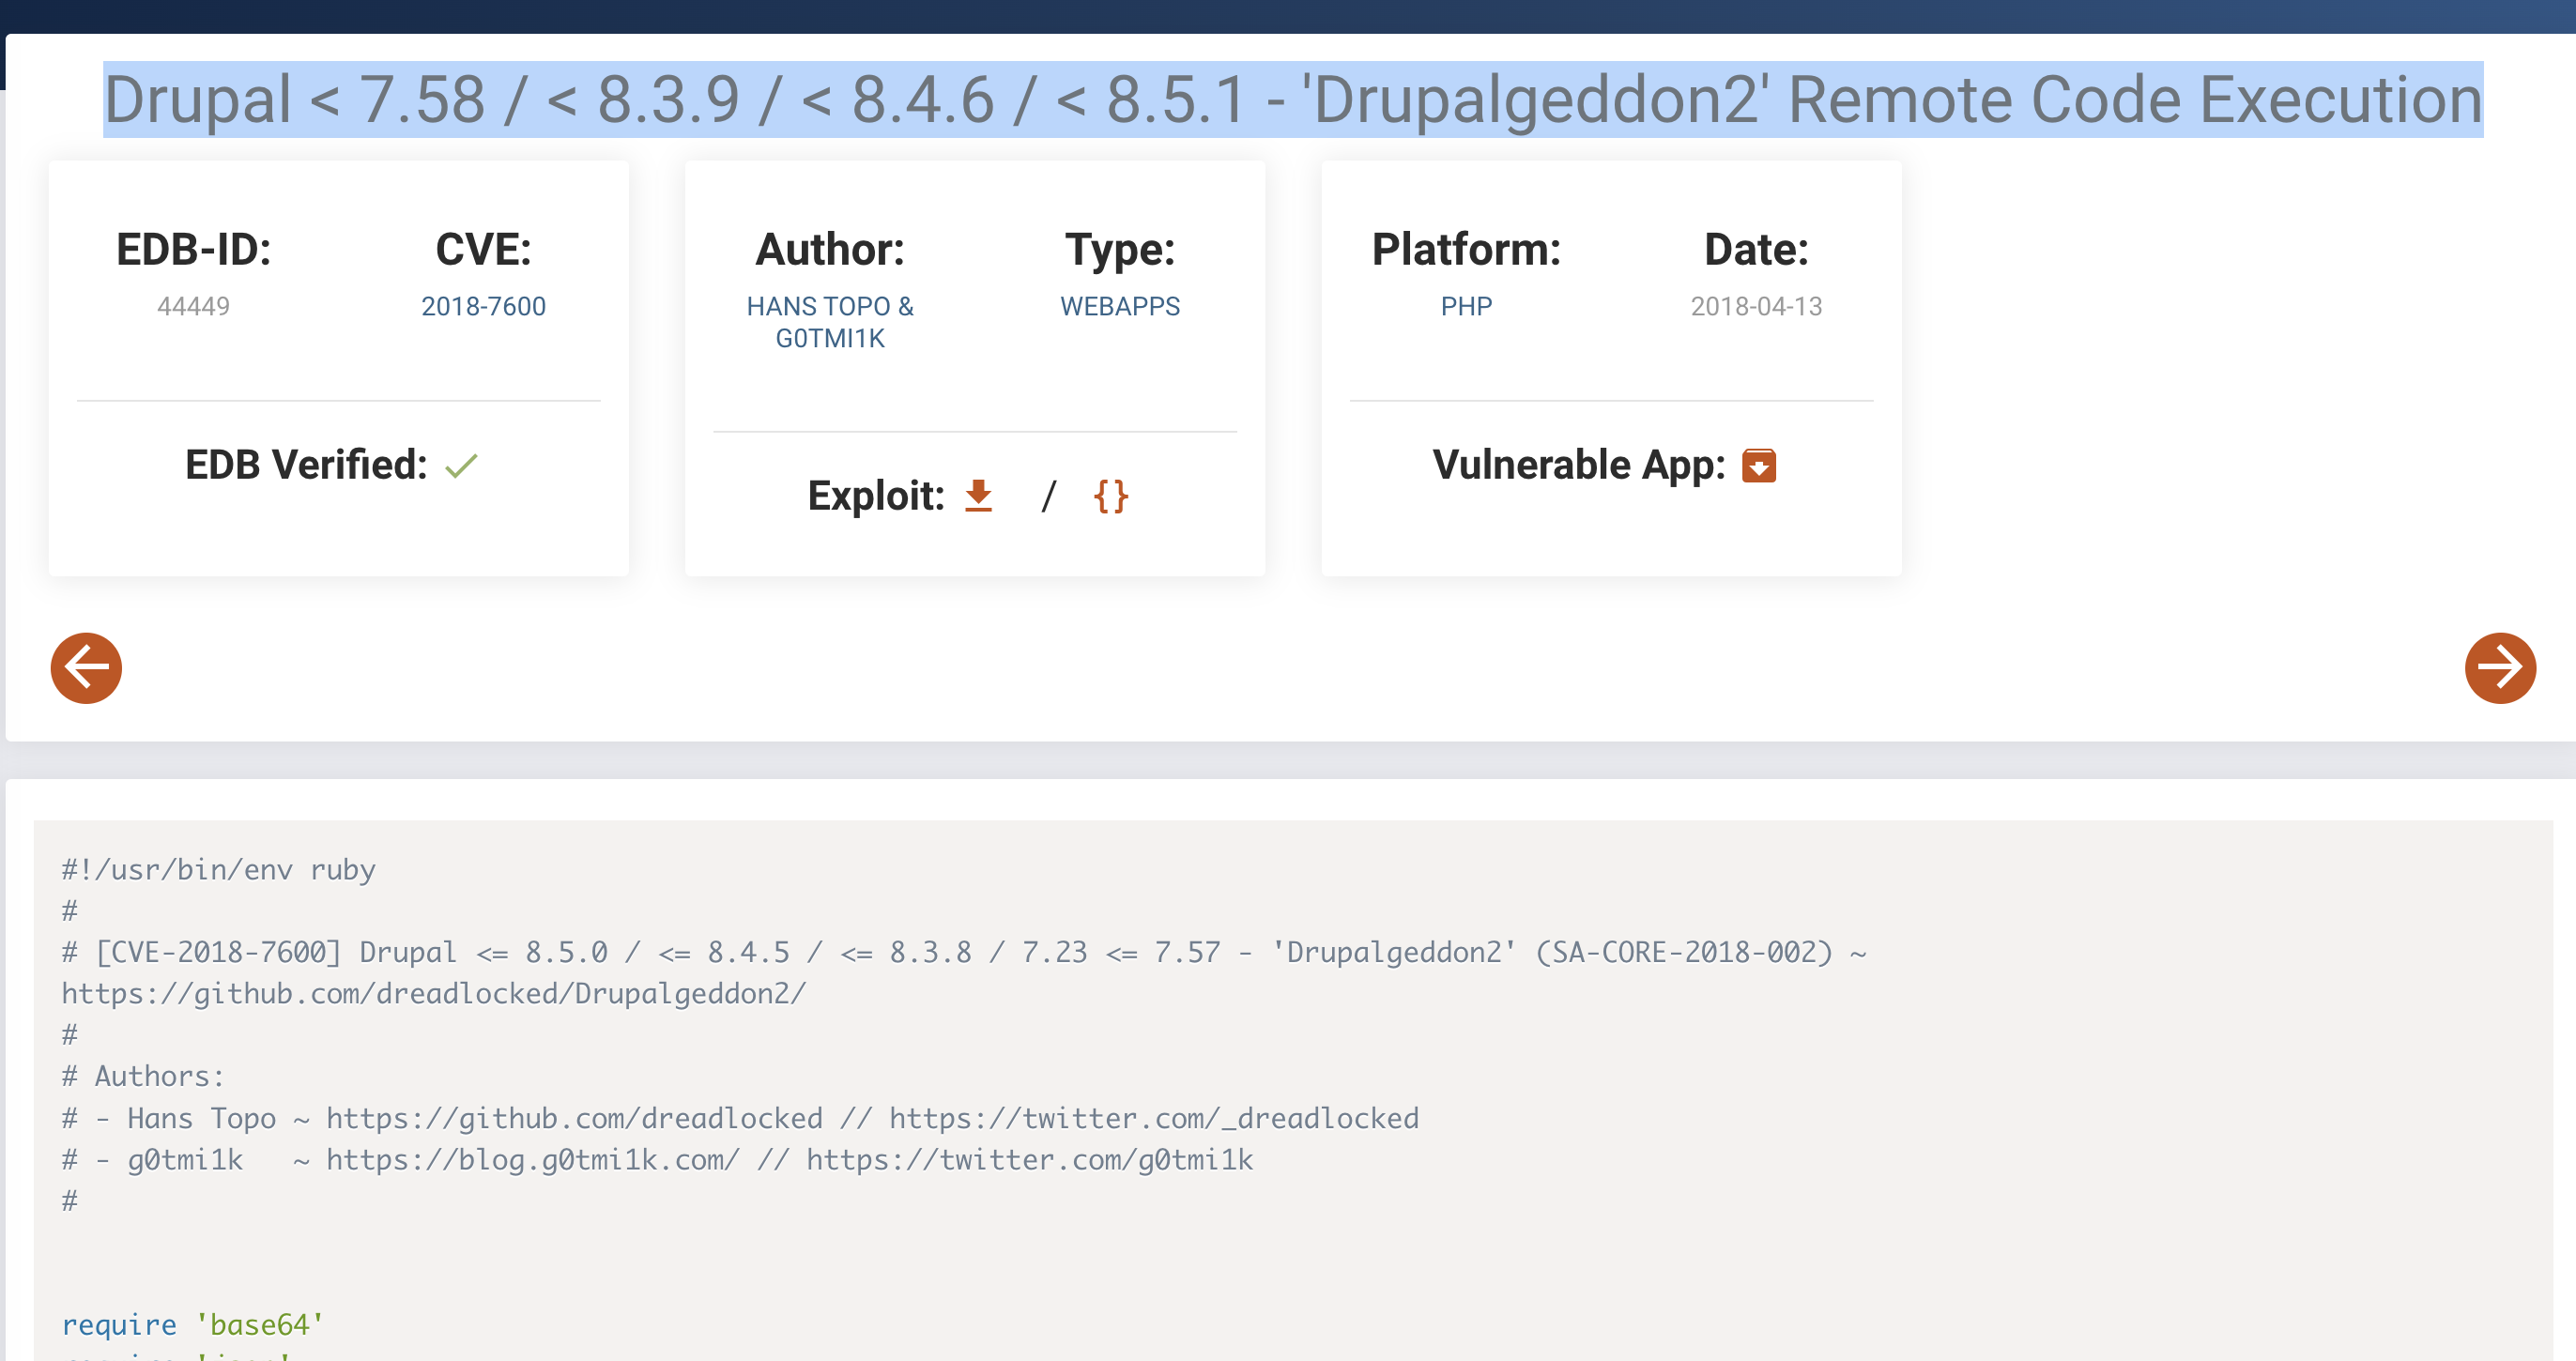 Drupal < 7.58 / < 8.3.9 / < 8.4.6 / < 8.5.1 - 'Drupalgeddon2' Remote Code Execution
EDB-ID:
44449
CVE:
2018-7600
EDB Verified:
Author:
HANS TOPO &
G0TMI1K
Type:
WEBAPPS
Exploit: / {}
Platform:
PHP
Date:
2018-04-13
Vulnerable App:
#!/usr/bin/env ruby
#
# [CVE-2018-7600] Drupal <= 8.5.0 / <= 8.4.5 / <= 8.3.8 / 7.23 <= 7.57 - 'Drupalgeddon2' (SA-CORE-2018-002) ~
https://github.com/dreadlocked/Drupalgeddon2/
#
# Authors:
# - Hans Topo ~ https://github.com/dreadlocked // https://twitter.com/_dreadlocked
# - g0tmi1k   ~ https://blog.g0tmi1k.com/ // https://twitter.com/g0tmi1k
#
require 'base64'